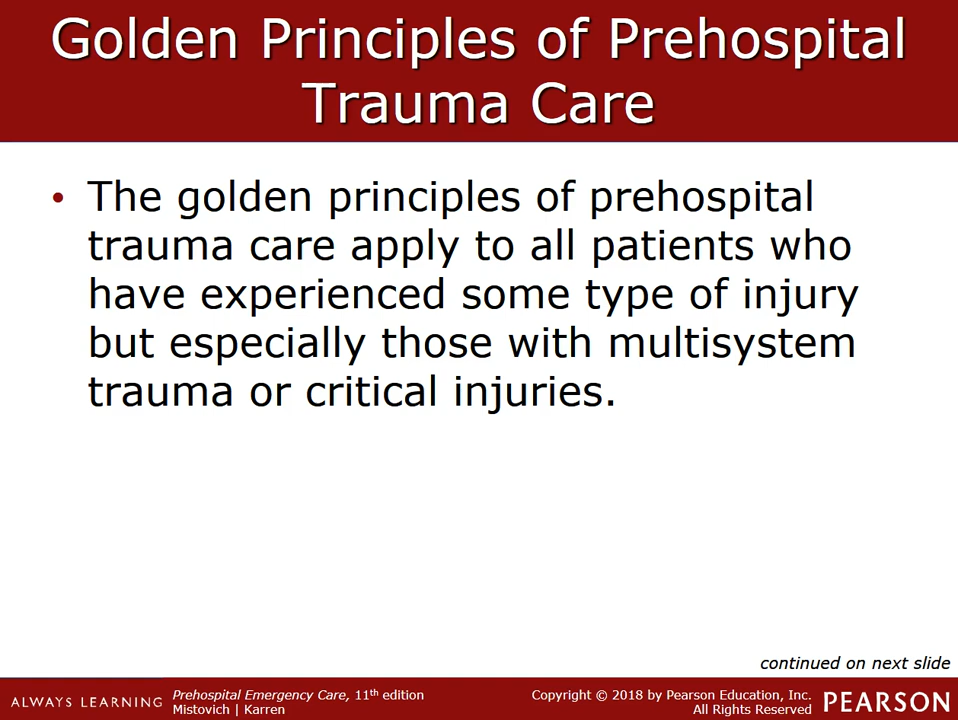 Golden Principles of Prehospital
Trauma Care
• The golden principles of prehospital
trauma care apply to all patients who
have experienced some type of injury
but especially those with multisystem
trauma or critical injuries.
continued on next slide
ALWAYS LEARNING
Prehospital Emergency Care, 11th edition
Mistovich | Karren
Copyright © 2018 by Pearson Education, Inc.
All Rights Reserved
PEARSON